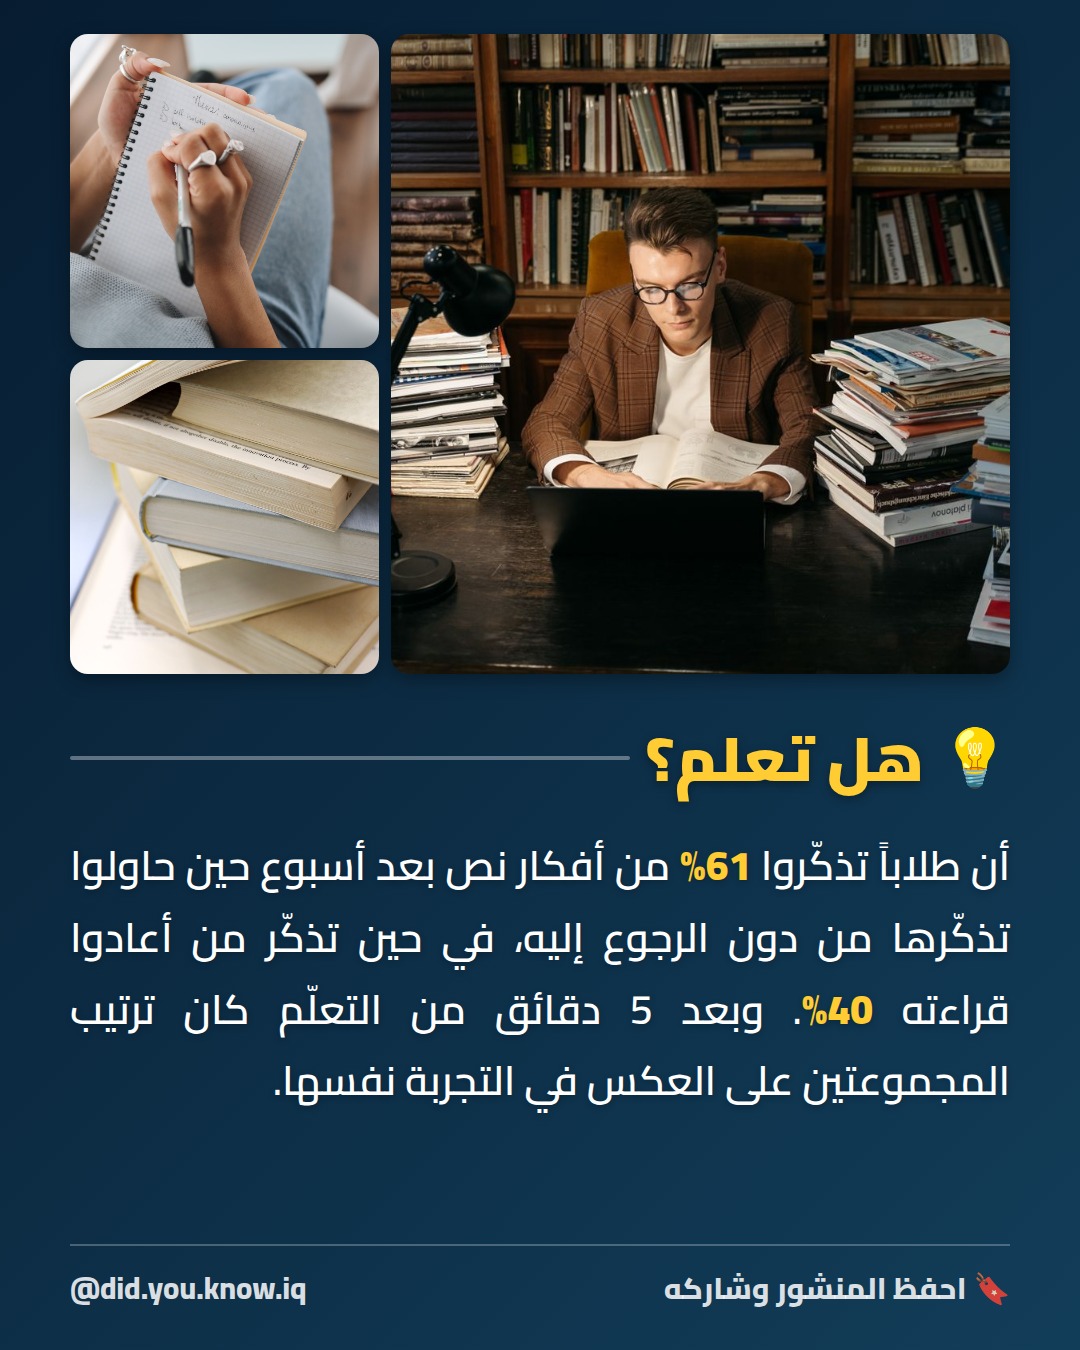 هل تعلم؟
أن طلاباً تذكّروا 61% من أفكار نص بعد أسبوع حين حاولوا
تذكّرها من دون الرجوع إليه، في حين تذكّر من أعادوا
قراءته 40%. وبعد 5 دقائق من التعلّم كان ترتيب
المجموعتين على العكس في التجربة نفسها.
احفظ المنشور وشاركه
@did.you.know.iq